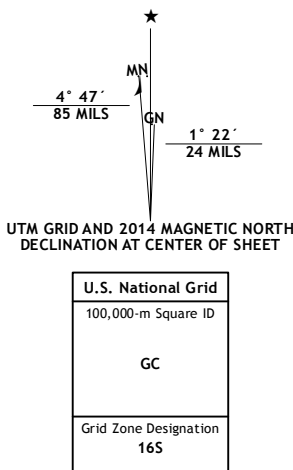 ★
MN
4° 47´
85 MILS
GN
1° 22´
24 MILS
UTM GRID AND 2014 MAGNETIC NORTH
DECLINATION AT CENTER OF SHEET
U.S. National Grid
100,000-m Square ID
GC
Grid Zone Designation
16S